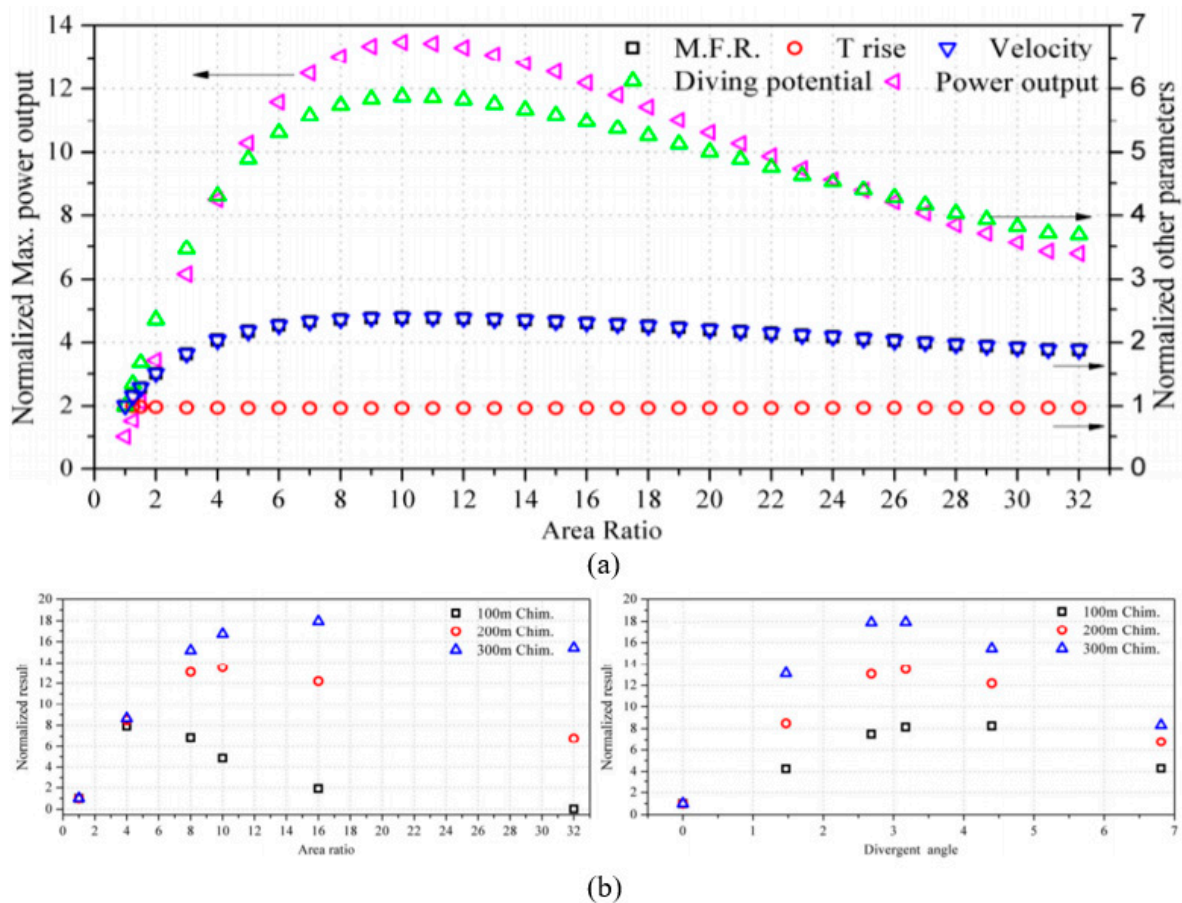 M.F.R. T rise Velocity
Diving potential Power output
Normalized Max. power output
14
12
10
8
6
4
2
0
7
6
5
4
3
2
1
0
Normalized other parameters
0 2 4 6 8 10 12 14 16 18 20 22 24 26 28 30 32
Area Ratio
(a)
Normalized resul
20
18
16
14
12
10
8
6
4
2
0
100m Chim.
200m Chim.
300m Chim.
0 2 4 6 8 10 12 14 16 18 20 22 24 26 28 30 32
Area ratio
Normalized resul
20
18
16
14
12
10
8
6
4
2
0
100m Chim.
200m Chim.
300m Chim.
0 1 2 3 4 5 6 7
Divergent angle
(b)